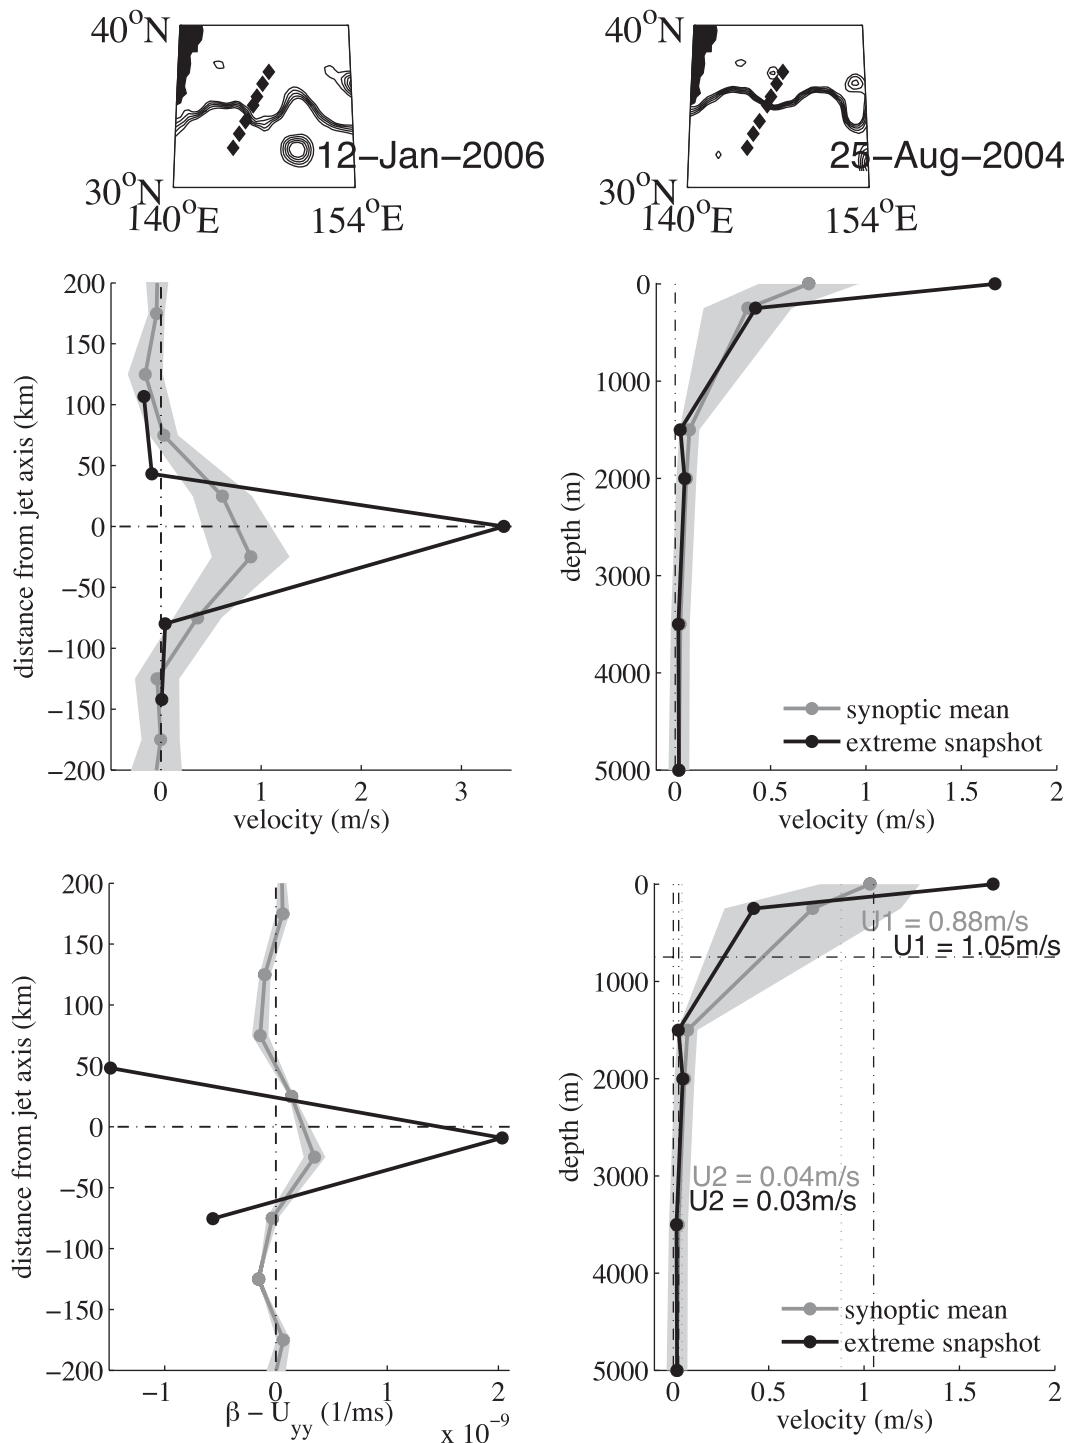 40°N
30°N
140°E
154°E
12−Jan−2006
40°N
30°N
140°E
154°E
25−Aug−2004
200
150
100
50
0
−50
−100
−150
−200
distance from jet axis (km)
0
1
2
3
velocity (m/s)
0
1000
2000
3000
4000
5000
depth (m)
synoptic mean
extreme snapshot
0
0.5
1
1.5
2
velocity (m/s)
200
150
100
50
0
−50
−100
−150
−200
distance from jet axis (km)
−1
0
1
2
β − Uyy (1/ms)
x 10−9
0
1000
2000
3000
4000
5000
depth (m)
U1 = 0.88m/s
U1 = 1.05m/s
U2 = 0.04m/s
U2 = 0.03m/s
synoptic mean
extreme snapshot
0
0.5
1
1.5
2
velocity (m/s)